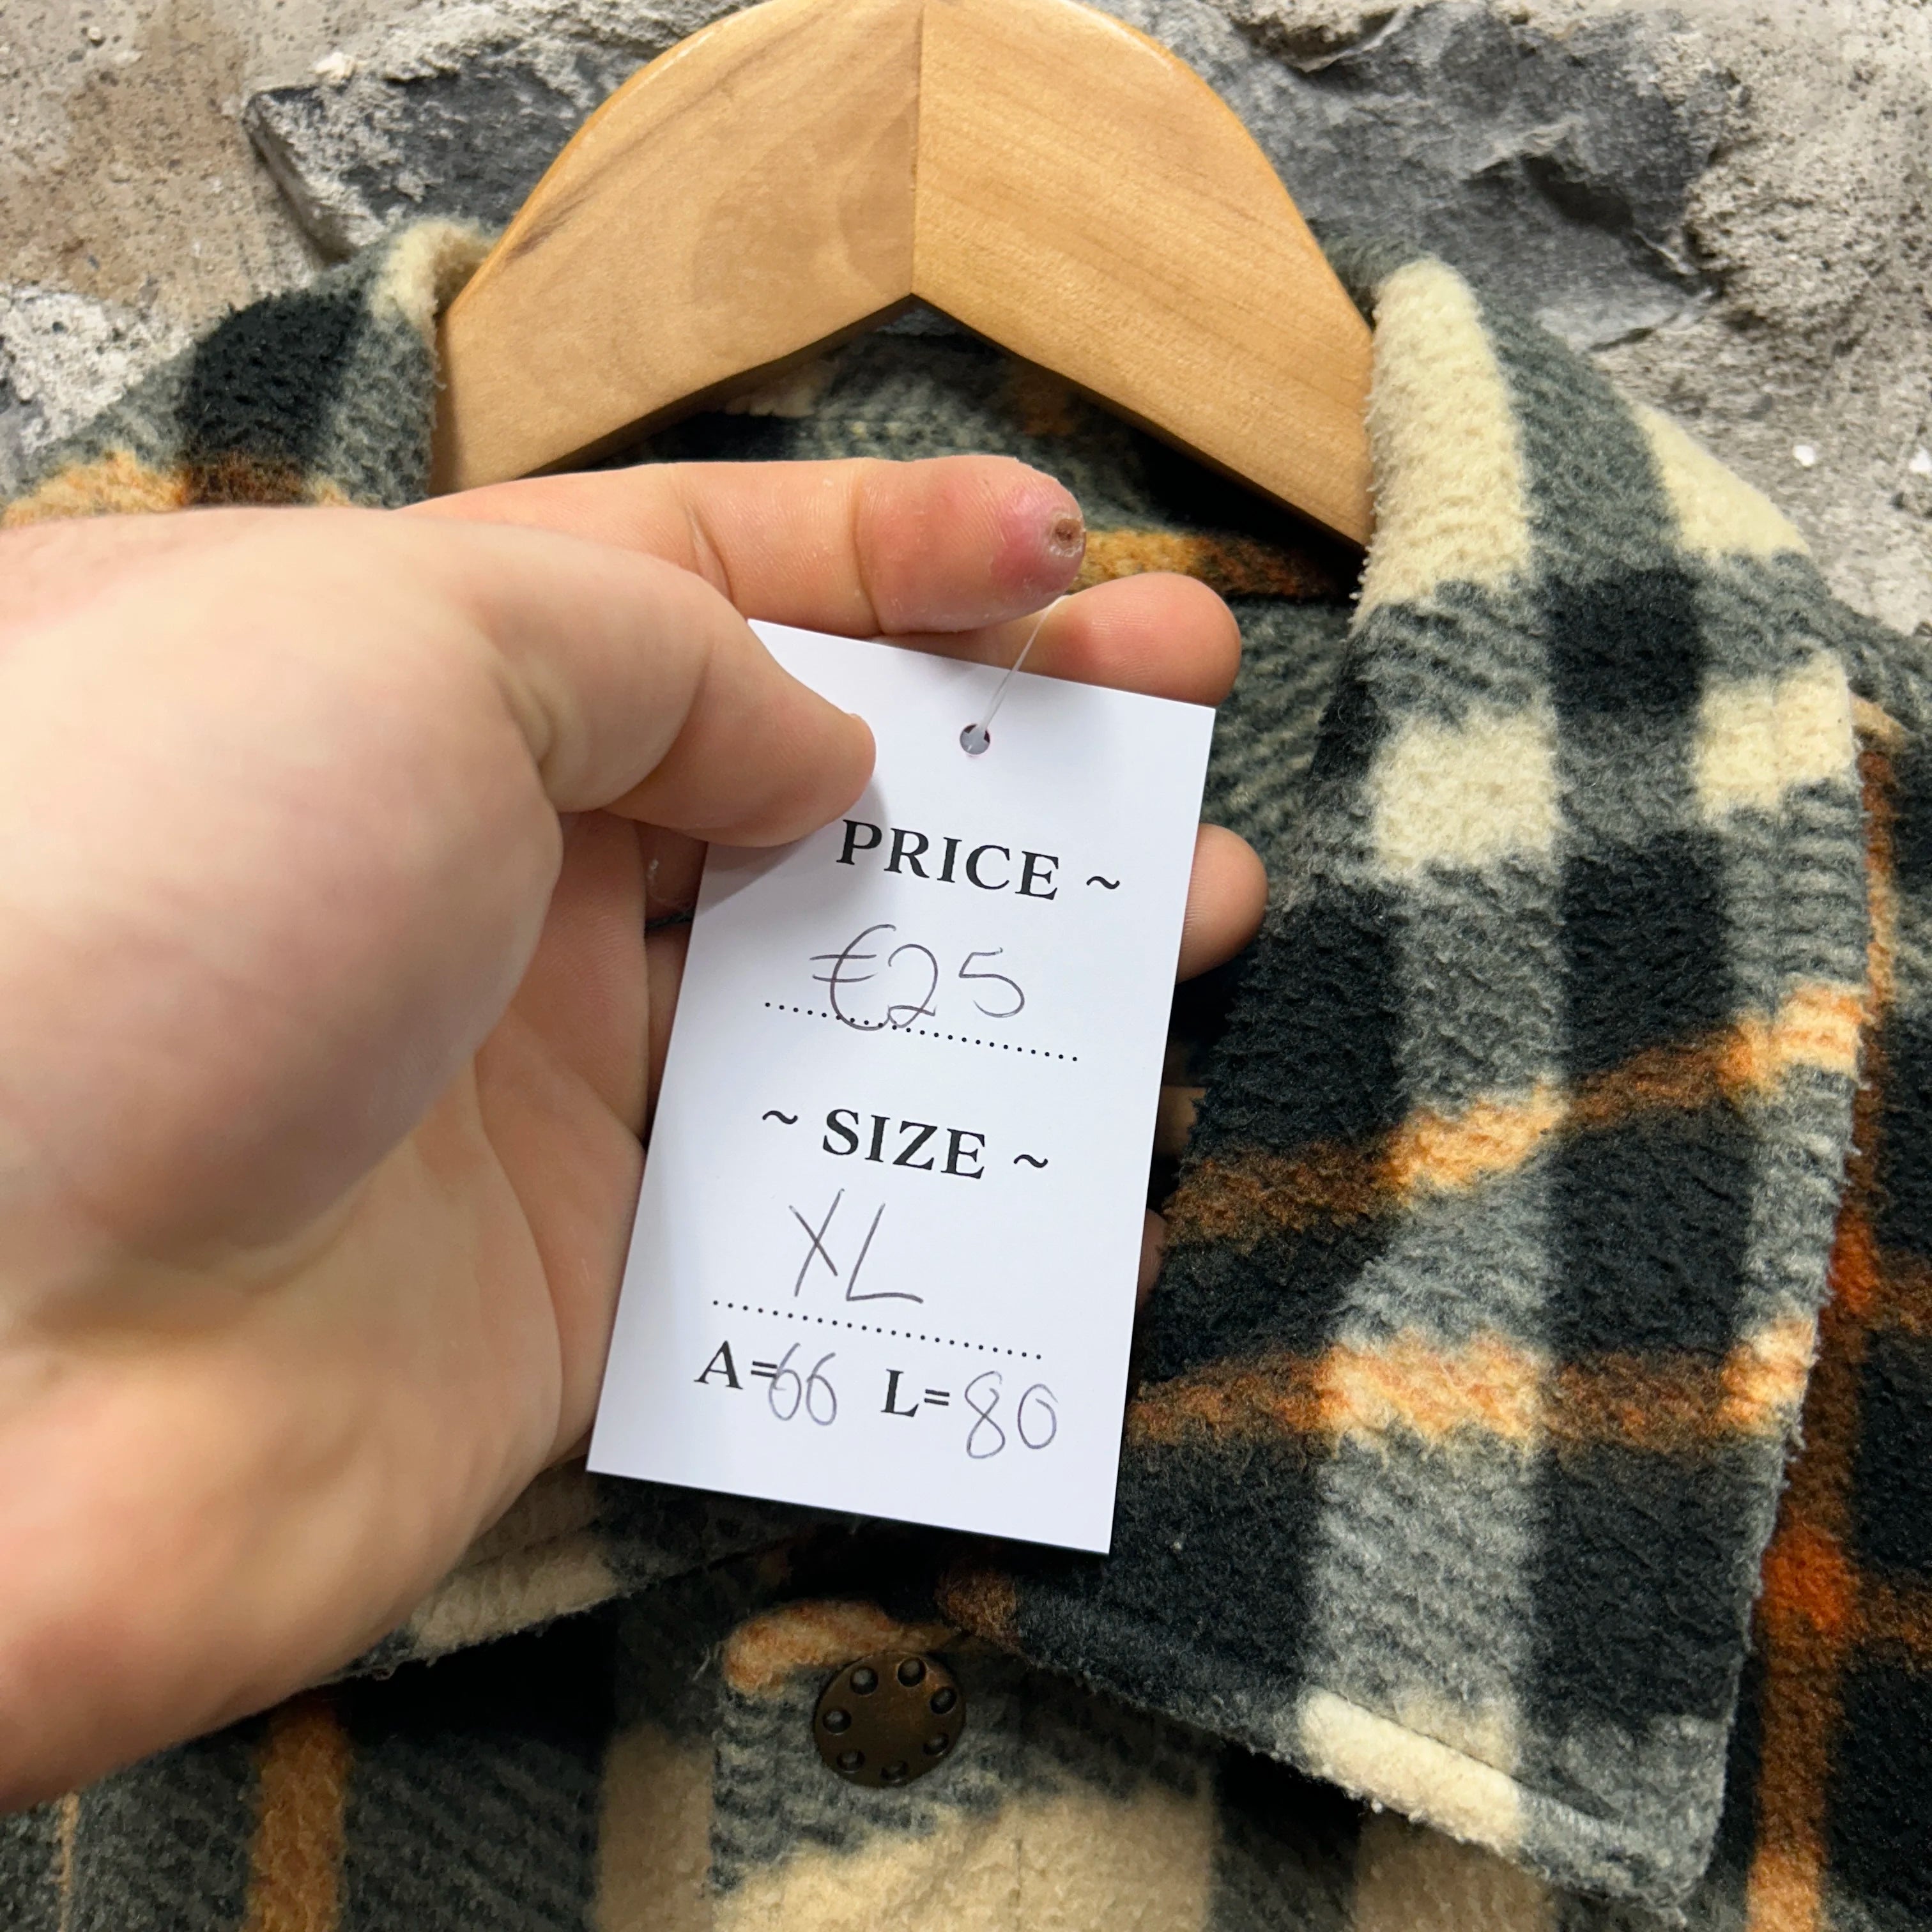 PRICE ~
€25
~ SIZE ~
XL
A=66 L=80